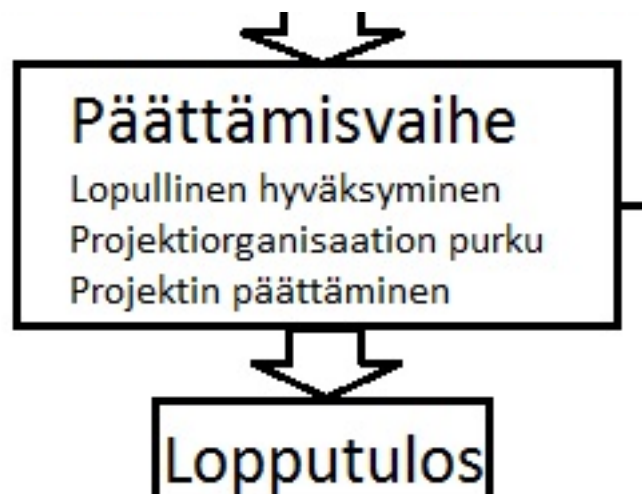 Päättämisvaihe
Lopullinen hyväksyminen
Projektiorganisaation purku
Projektin päättäminen
Lopputulos